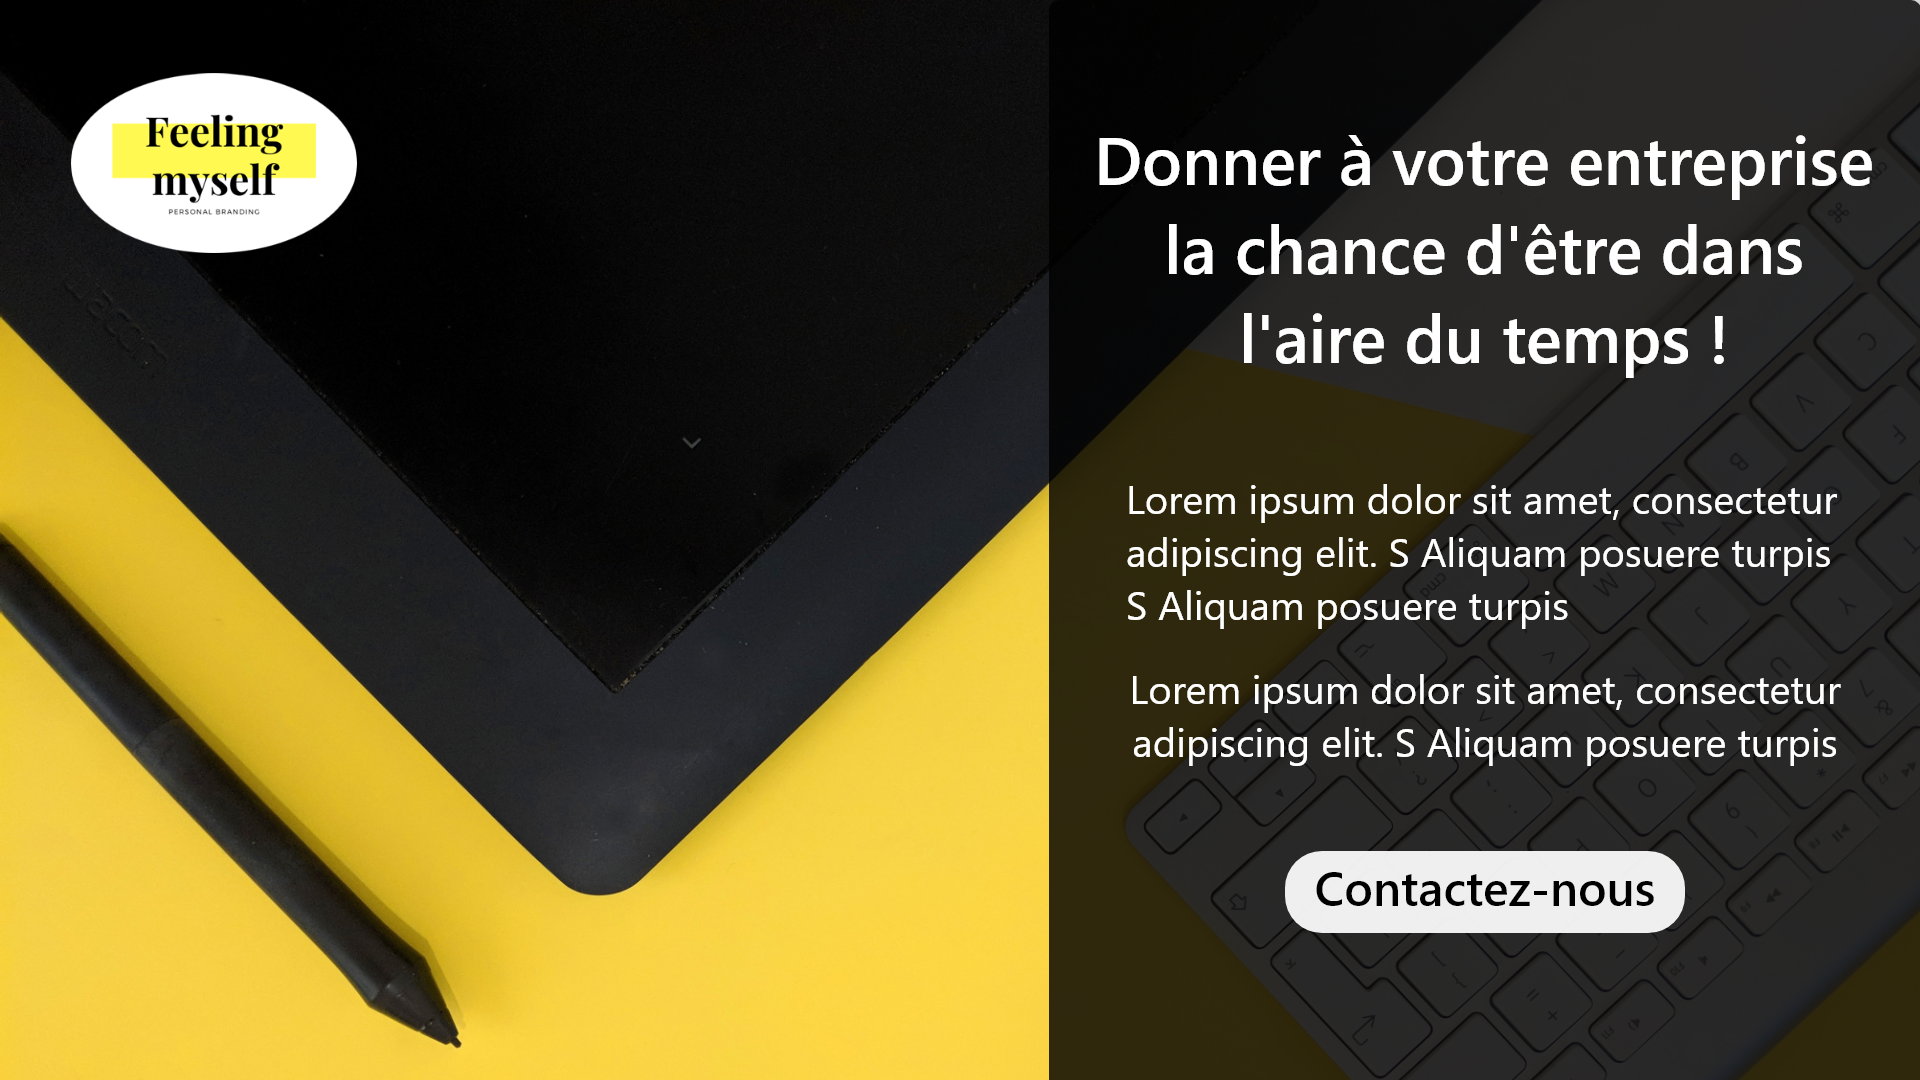 Feeling
myself
PERSONAL BRANDING
Donner à votre entreprise
la chance d'être dans
l'aire du temps !
Lorem ipsum dolor sit amet, consectetur
adipiscing elit. S Aliquam posuere turpis
S Aliquam posuere turpis
Lorem ipsum dolor sit amet, consectetur
adipiscing elit. S Aliquam posuere turpis
Contactez-nous